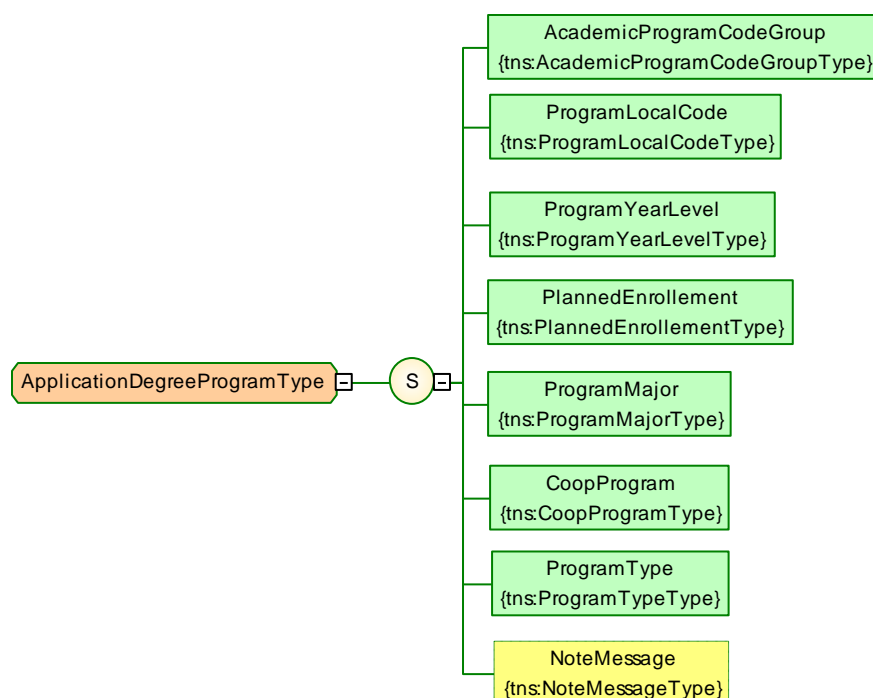 AcademicProgramCodeGroup
{tns:AcademicProgramCodeGroupType}
ProgramLocalCode
{tns:ProgramLocalCodeType}
ProgramYearLevel
{tns:ProgramYearLevelType}
PlannedEnrollement
{tns:PlannedEnrollementType}
ApplicationDegreeProgramType
S
ProgramMajor
{tns:ProgramMajorType}
CoopProgram
{tns:CoopProgramType}
ProgramType
{tns:ProgramTypeType}
NoteMessage
{tns:NoteMessageType}